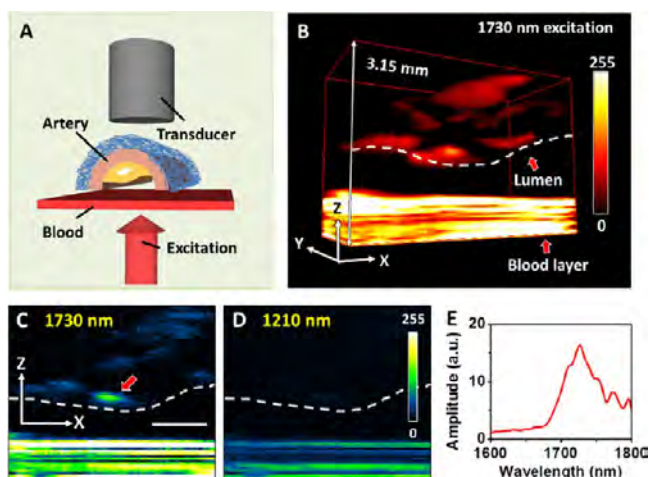 A
Transducer
Artery
Blood
Excitation
B
1730 nm excitation
3.15 mm
255
0
Lumen
Z
Y
X
Blood layer
C
1730 nm
Z
X
D
1210 nm
255
0
E
Amplitude (a.u.)
20
10
0
1600
1700
1800
Wavelength (nm)